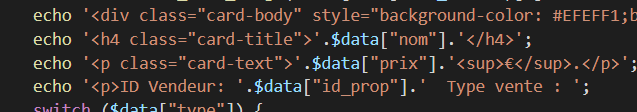 echo '<div class="card-body" style="background-color: #EFEFF1;b
echo '<h4 class="card-title">'.$data["nom"].'</h4>';
echo '<p class="card-text">'.$data["prix"].'<sup>€</sup>.</p>';
echo '<p>ID Vendeur: '.$data["id_prop"].'  Type vente : ';
switch ($data["type"]) {